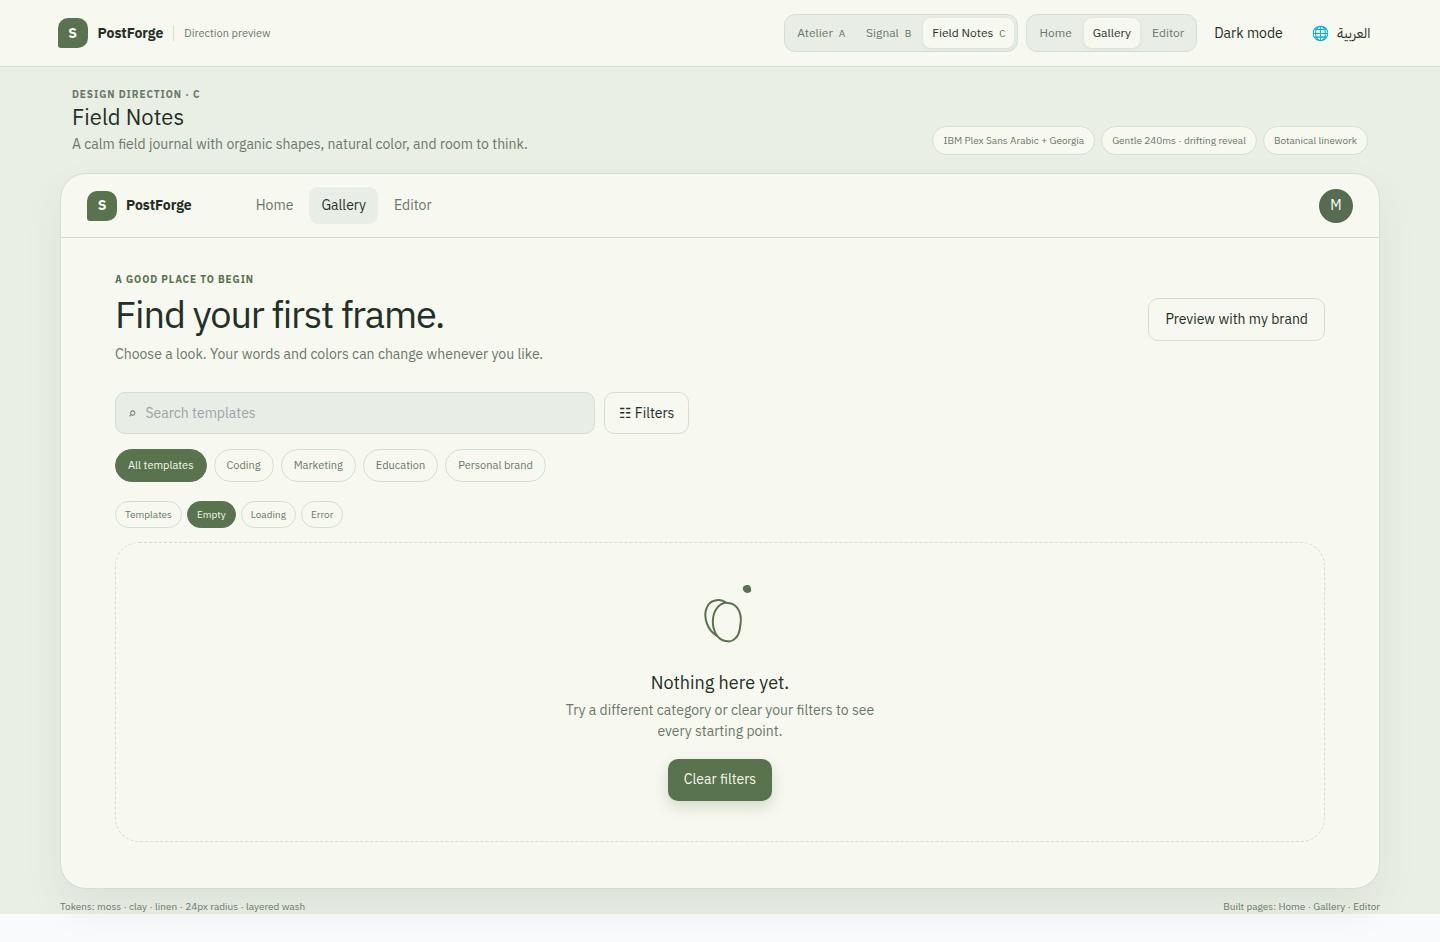 S PostForge Direction preview
Atelier A Signal B Field Notes C Home Gallery Editor Dark mode 🌐 العربية
DESIGN DIRECTION · C
Field Notes
A calm field journal with organic shapes, natural color, and room to think.
IBM Plex Sans Arabic + Georgia Gentle 240ms · drifting reveal Botanical linework
S PostForge Home Gallery Editor M
A GOOD PLACE TO BEGIN
Find your first frame.
Choose a look. Your words and colors can change whenever you like.
Preview with my brand
⌕ Search templates ☷ Filters
All templates Coding Marketing Education Personal brand
Templates Empty Loading Error
Nothing here yet.
Try a different category or clear your filters to see
every starting point.
Clear filters
Tokens: moss · clay · linen · 24px radius · layered wash
Built pages: Home · Gallery · Editor